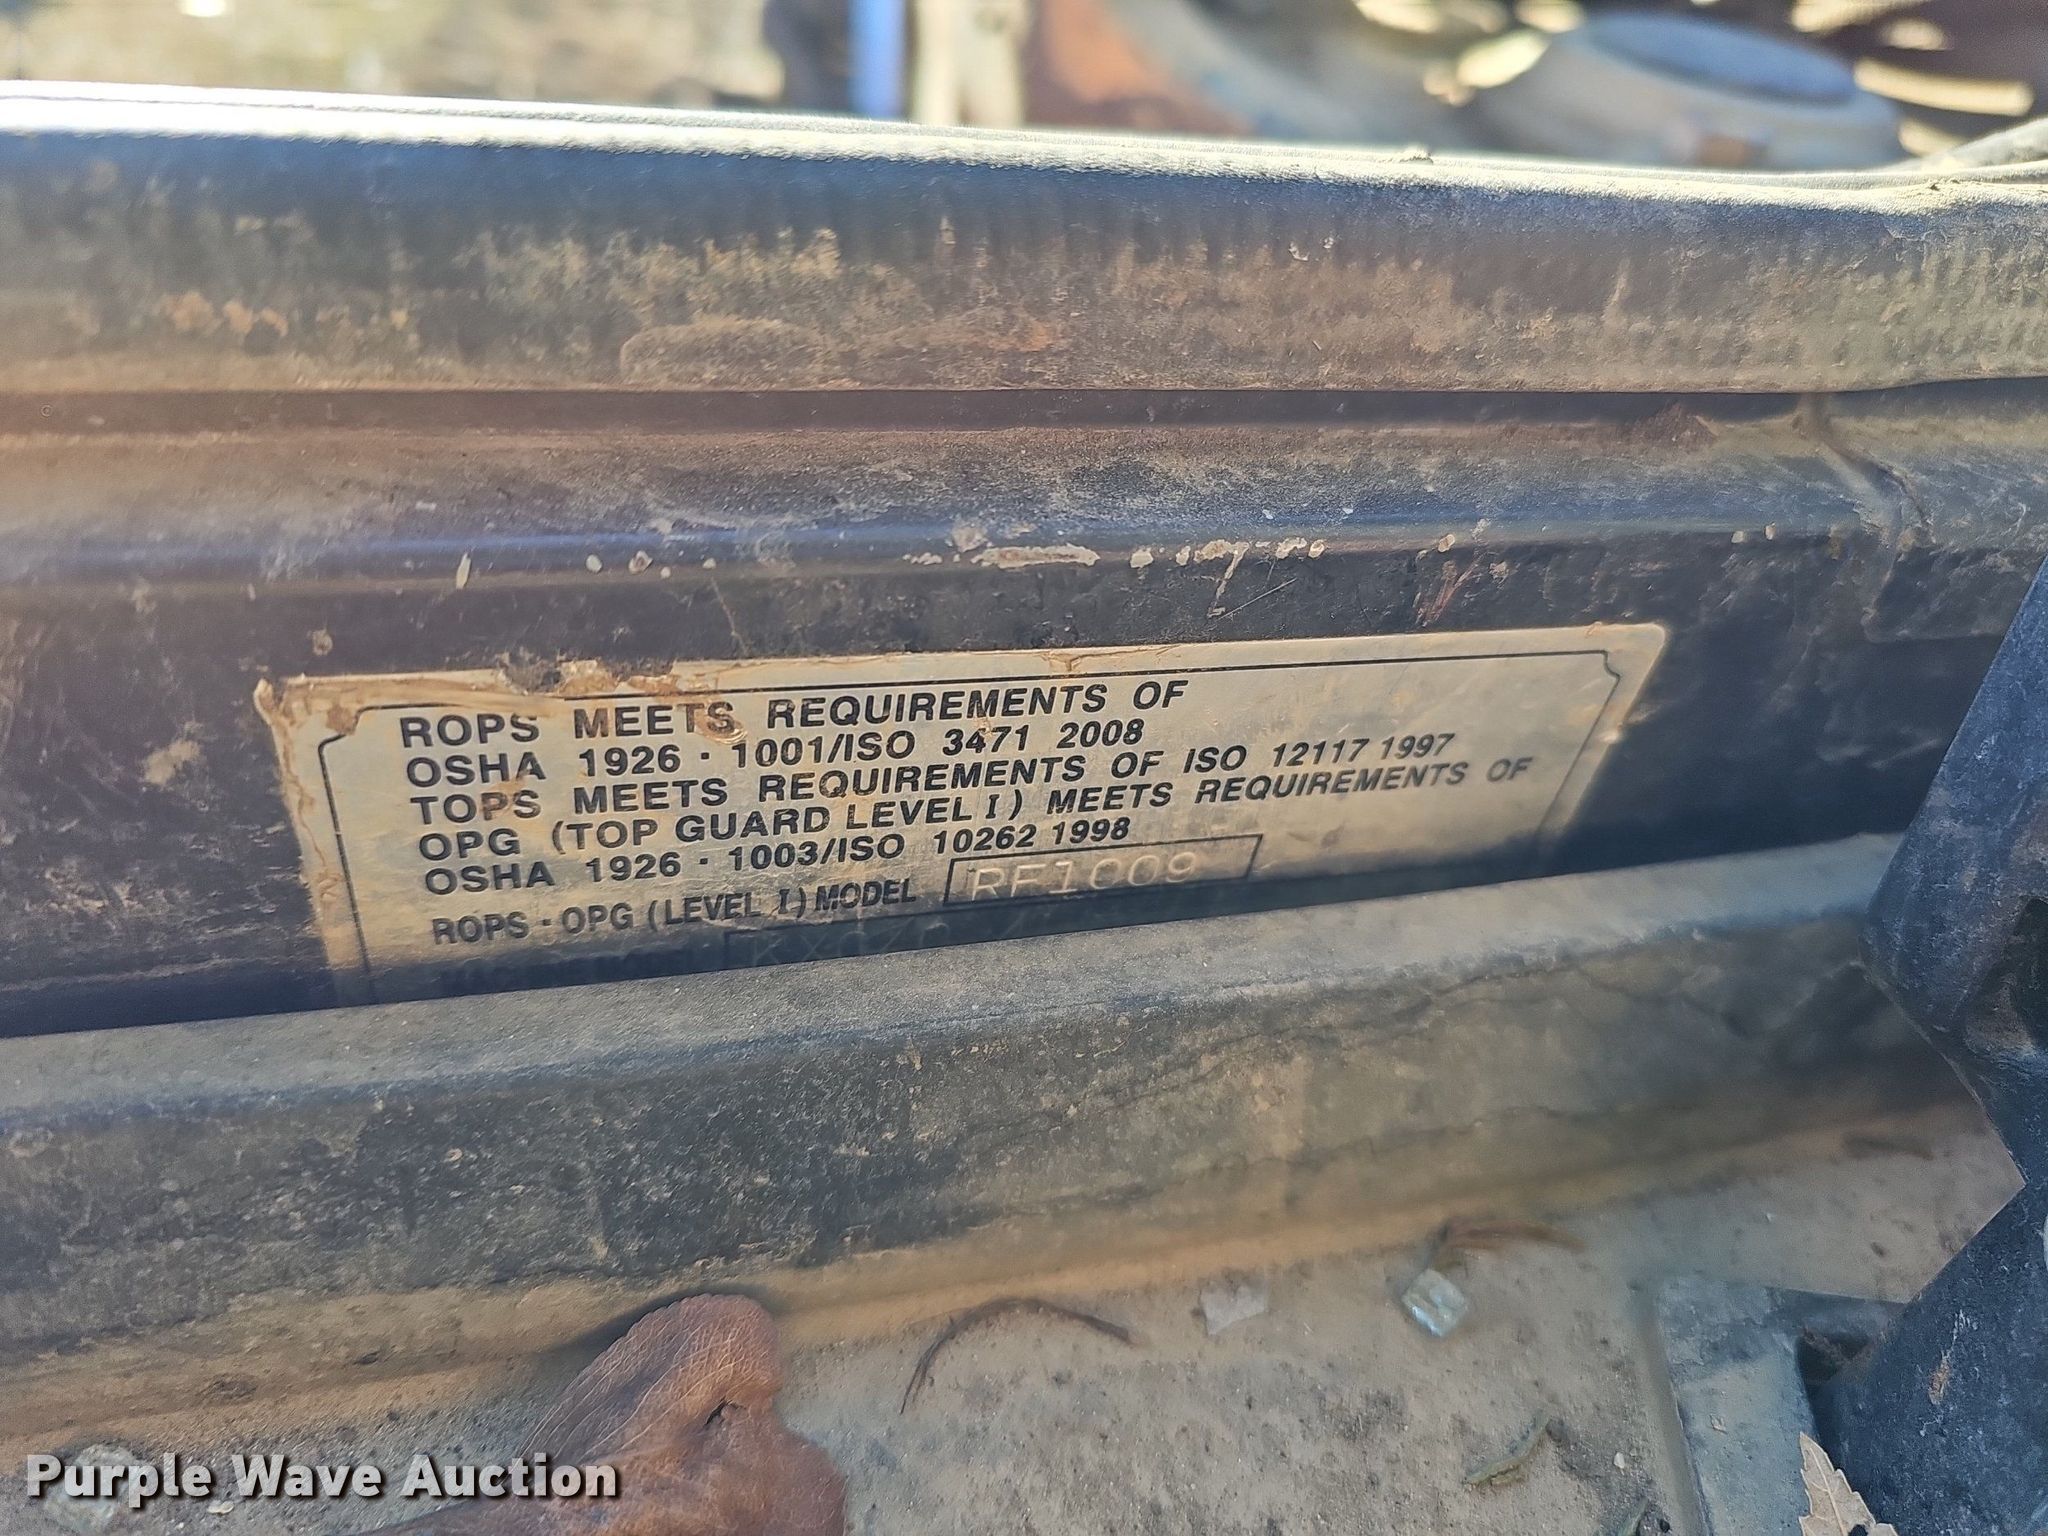 ROPS MEETS REQUIREMENTS OF
OSHA 1926 · 1001/ISO 3471 2008
TOPS MEETS REQUIREMENTS OF ISO 12117 1997
OPG (TOP GUARD LEVEL I) MEETS REQUIREMENTS OF
OSHA 1926 · 1003/ISO 10262 1998
ROPS · OPG (LEVEL I) MODEL RF1009
Purple Wave Auction